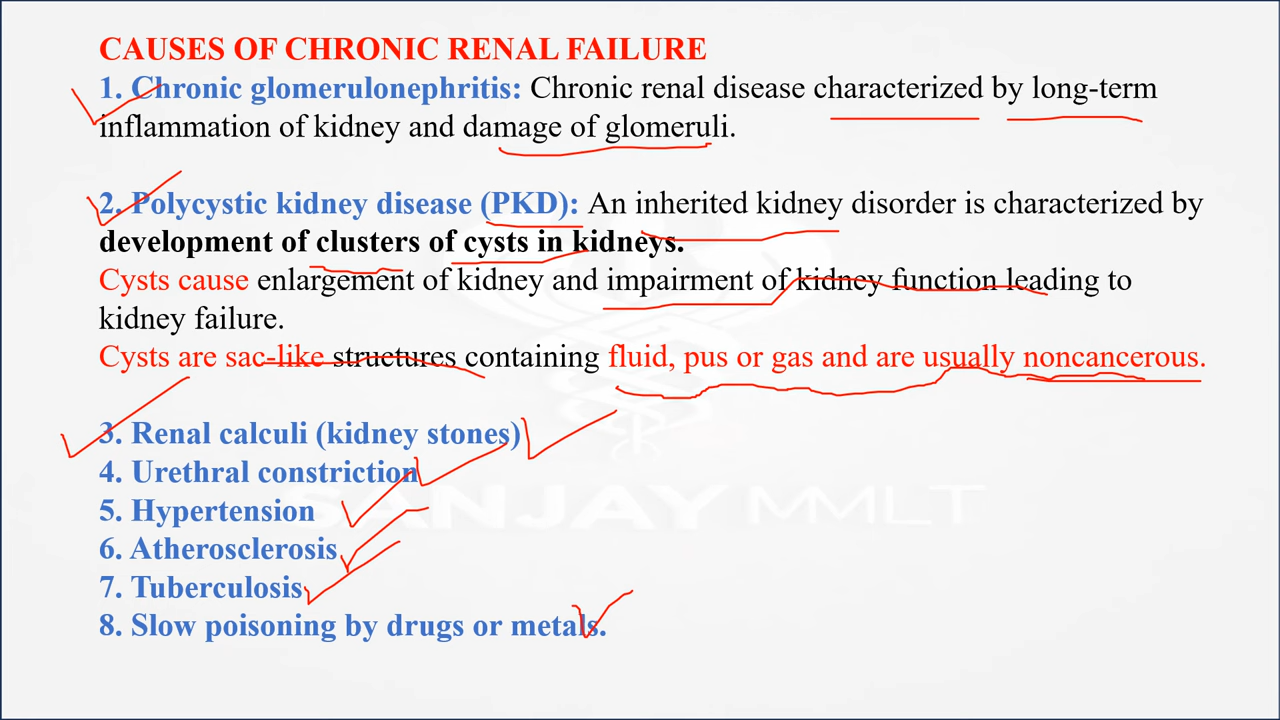 CAUSES OF CHRONIC RENAL FAILURE
1. Chronic glomerulonephritis: Chronic renal disease characterized by long-term
inflammation of kidney and damage of glomeruli.
2. Polycystic kidney disease (PKD): An inherited kidney disorder is characterized by
development of clusters of cysts in kidneys.
Cysts cause enlargement of kidney and impairment of kidney function leading to
kidney failure.
Cysts are sac-like structures containing fluid, pus or gas and are usually noncancerous.
3. Renal calculi (kidney stones)
4. Urethral constriction
5. Hypertension
6. Atherosclerosis
7. Tuberculosis
8. Slow poisoning by drugs or metals.
SANJAY MMLT